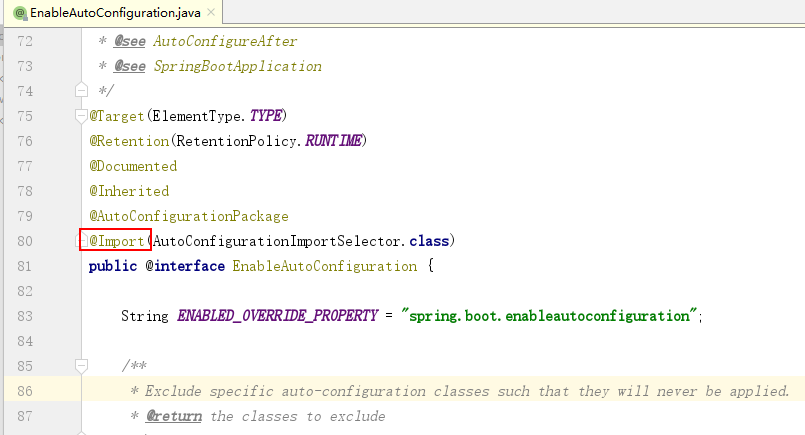 EnableAutoConfiguration.java
72 * @see AutoConfigureAfter
73 * @see SpringBootApplication
74 */
75 @Target(ElementType.TYPE)
76 @Retention(RetentionPolicy.RUNTIME)
77 @Documented
78 @Inherited
79 @AutoConfigurationPackage
80 @Import(AutoConfigurationImportSelector.class)
81 public @interface EnableAutoConfiguration {
82
83 String ENABLED_OVERRIDE_PROPERTY = "spring.boot.enableautoconfiguration";
84
85 /**
86 * Exclude specific auto-configuration classes such that they will never be applied.
87 * @return the classes to exclude